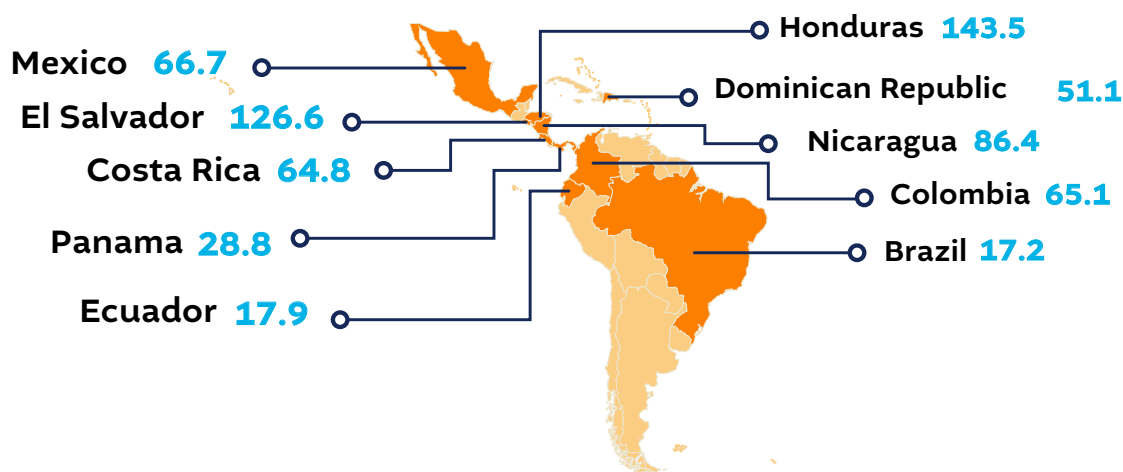 Honduras 143.5
Mexico 66.7
Dominican Republic 51.1
El Salvador 126.6
Nicaragua 86.4
Costa Rica 64.8
Colombia 65.1
Panama 28.8
Brazil 17.2
Ecuador 17.9